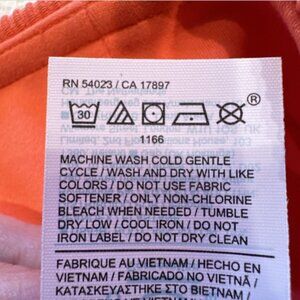 RN 54023 / CA 17897
30
®
1166
MACHINE WASH COLD GENTLE
CYCLE / WASH AND DRY WITH LIKE
COLORS / DO NOT USE FABRIC
SOFTENER / ONLY NON-CHLORINE
BLEACH WHEN NEEDED / TUMBLE
DRY LOW / COOL IRON / DO NOT
IRON LABEL / DO NOT DRY CLEAN
FABRIQUE AU VIETNAM / HECHO EN
VIETNAM / FABRICADO NO VIETNÃ /
ΚΑΤΑΣΚΕΥΑΣΤΗΚΕ ΣΤΟ ΒΙΕΤΝΑΜ /